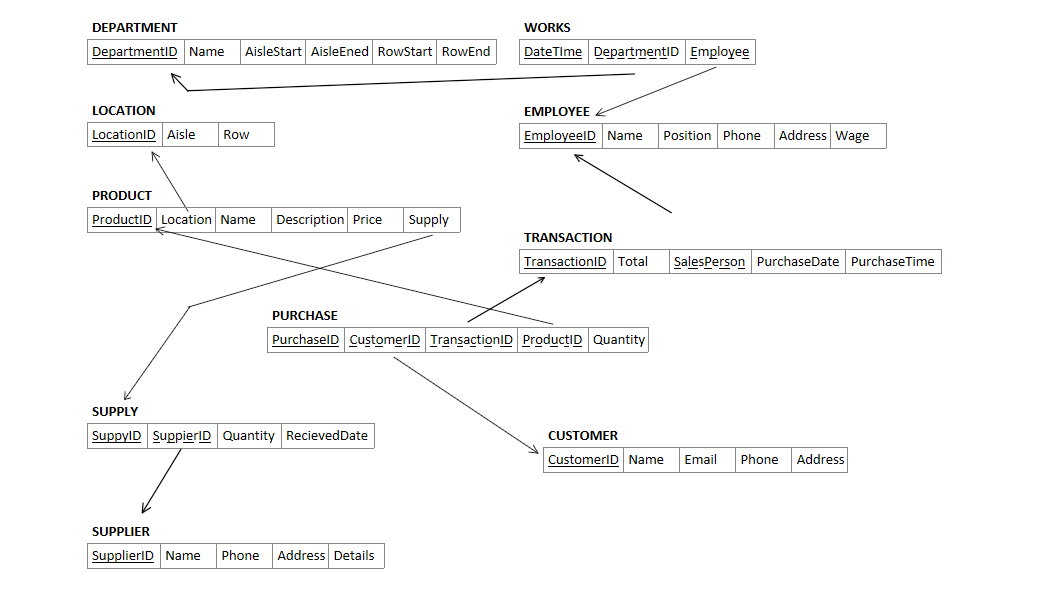 DEPARTMENT
DepartmentID Name AisleStart AisleEned RowStart RowEnd
WORKS
DateTIme DepartmentID Employee
LOCATION
LocationID Aisle Row
EMPLOYEE
EmployeeID Name Position Phone Address Wage
PRODUCT
ProductID Location Name Description Price Supply
TRANSACTION
TransactionID Total SalesPerson PurchaseDate PurchaseTime
PURCHASE
PurchaseID CustomerID TransactionID ProductID Quantity
SUPPLY
SuppyID SuppierID Quantity RecievedDate
CUSTOMER
CustomerID Name Email Phone Address
SUPPLIER
SupplierID Name Phone Address Details